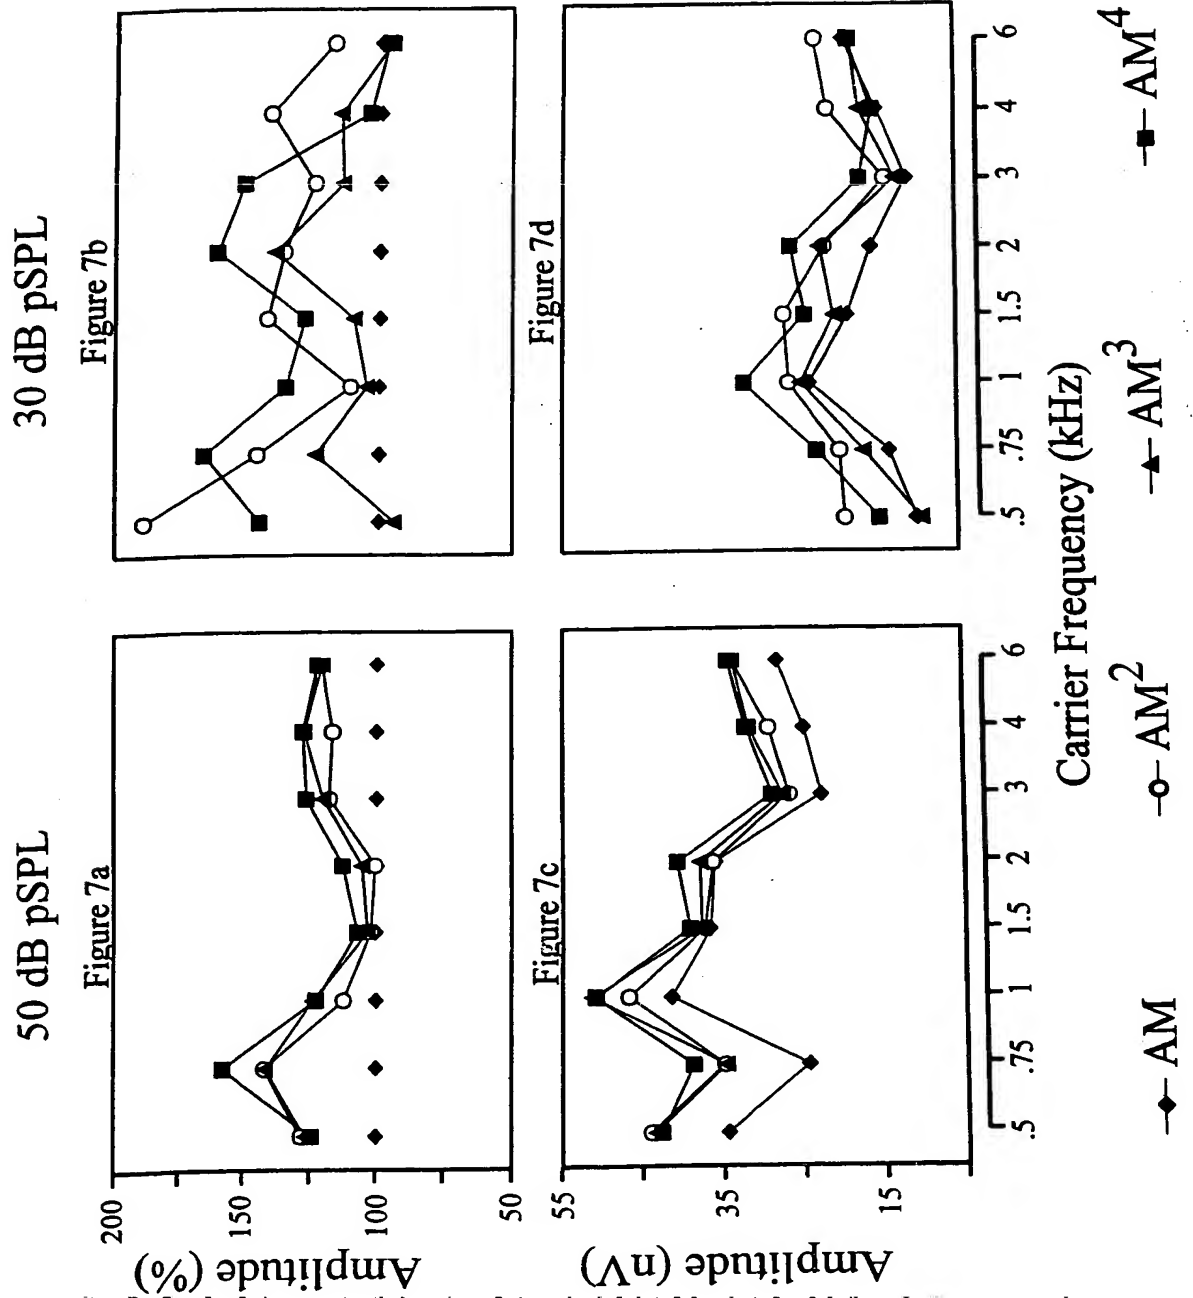 50 dB pSPL
30 dB pSPL
Figure 7a
Figure 7b
Amplitude (%)
200
150
100
50
Figure 7c
Figure 7d
Amplitude (nV)
55
35
15
.5 .75 1 1.5 2 3 4 6
.5 .75 1 1.5 2 3 4 6
Carrier Frequency (kHz)
AM AM2 AM3 AM4